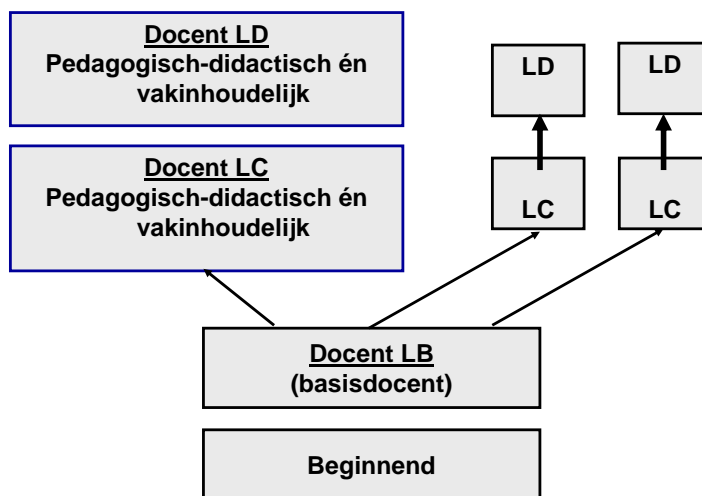 Docent LD
Pedagogisch-didactisch én
vakinhoudelijk
LD
LD
Docent LC
Pedagogisch-didactisch én
vakinhoudelijk
LC
LC
Docent LB
(basisdocent)
Beginnend